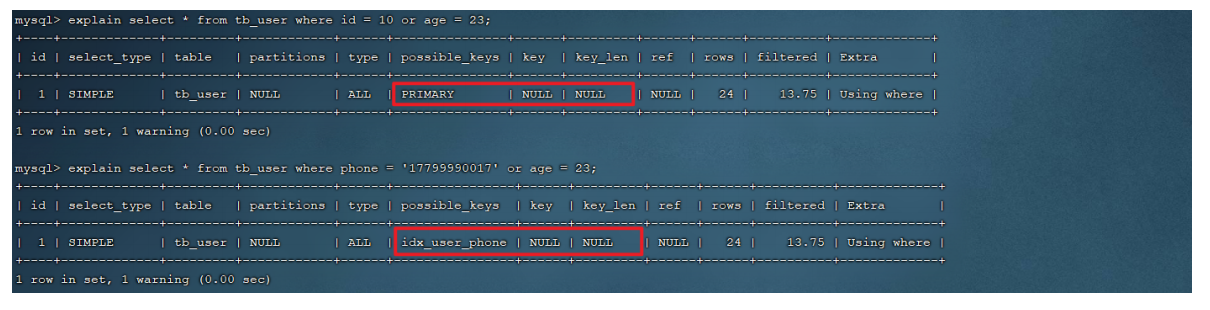 mysql> explain select * from tb_user where id = 10 or age = 23;
+----+-------------+---------+------------+------+---------------+------+---------+------+------+----------+-------------+
| id | select_type | table   | partitions | type | possible_keys | key  | key_len | ref  | rows | filtered | Extra       |
+----+-------------+---------+------------+------+---------------+------+---------+------+------+----------+-------------+
|  1 | SIMPLE      | tb_user | NULL       | ALL  | PRIMARY       | NULL | NULL    | NULL |   24 |    13.75 | Using where |
+----+-------------+---------+------------+------+---------------+------+---------+------+------+----------+-------------+
1 row in set, 1 warning (0.00 sec)
mysql> explain select * from tb_user where phone = '17799990017' or age = 23;
+----+-------------+---------+------------+------+----------------+------+---------+------+------+----------+-------------+
| id | select_type | table   | partitions | type | possible_keys  | key  | key_len | ref  | rows | filtered | Extra       |
+----+-------------+---------+------------+------+----------------+------+---------+------+------+----------+-------------+
|  1 | SIMPLE      | tb_user | NULL       | ALL  | idx_user_phone | NULL | NULL    | NULL |   24 |    13.75 | Using where |
+----+-------------+---------+------------+------+----------------+------+---------+------+------+----------+-------------+
1 row in set, 1 warning (0.00 sec)